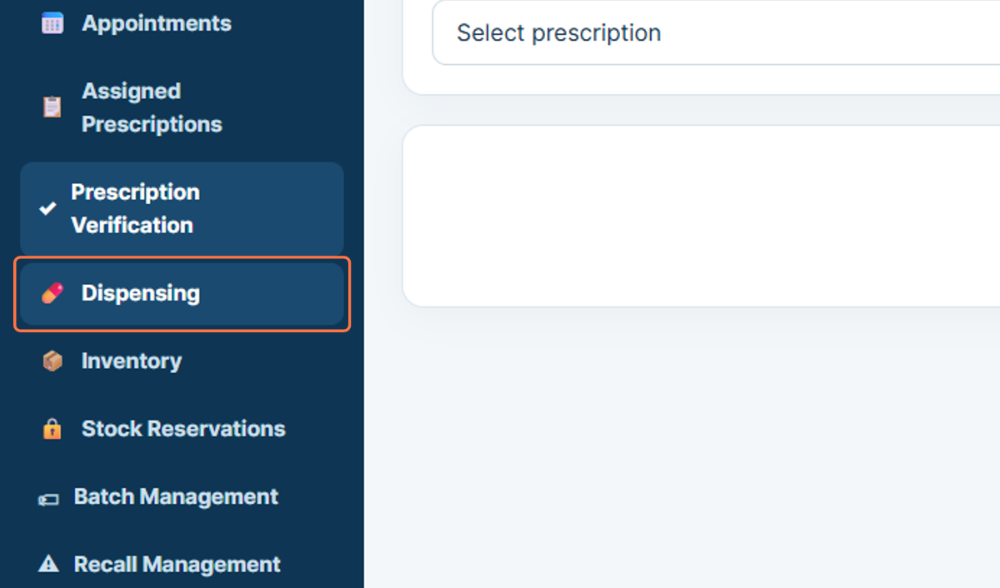 Appointments
Select prescription
Assigned
Prescriptions
Prescription
Verification
Dispensing
Inventory
Stock Reservations
Batch Management
Recall Management